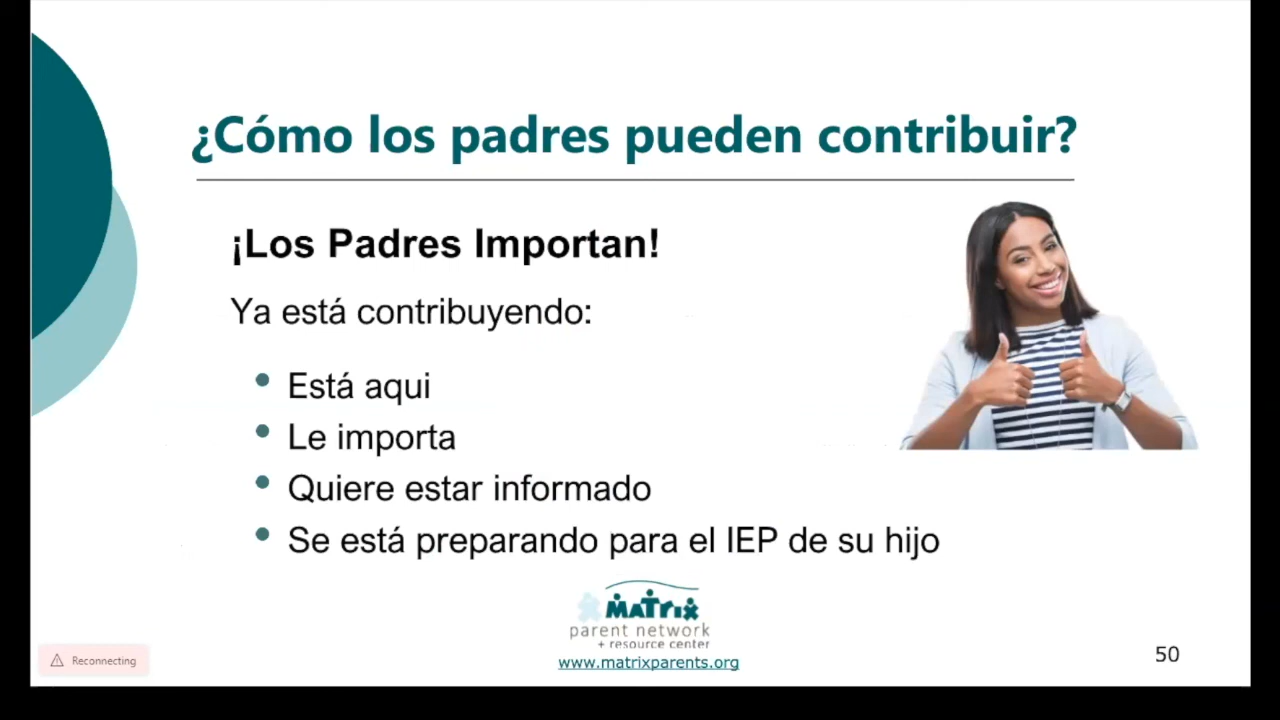 ¿Cómo los padres pueden contribuir?
¡Los Padres Importan!
Ya está contribuyendo:
• Está aqui
• Le importa
• Quiere estar informado
• Se está preparando para el IEP de su hijo
MATrix
parent network
+ resource center
www.matrixparents.org
50
Reconnecting